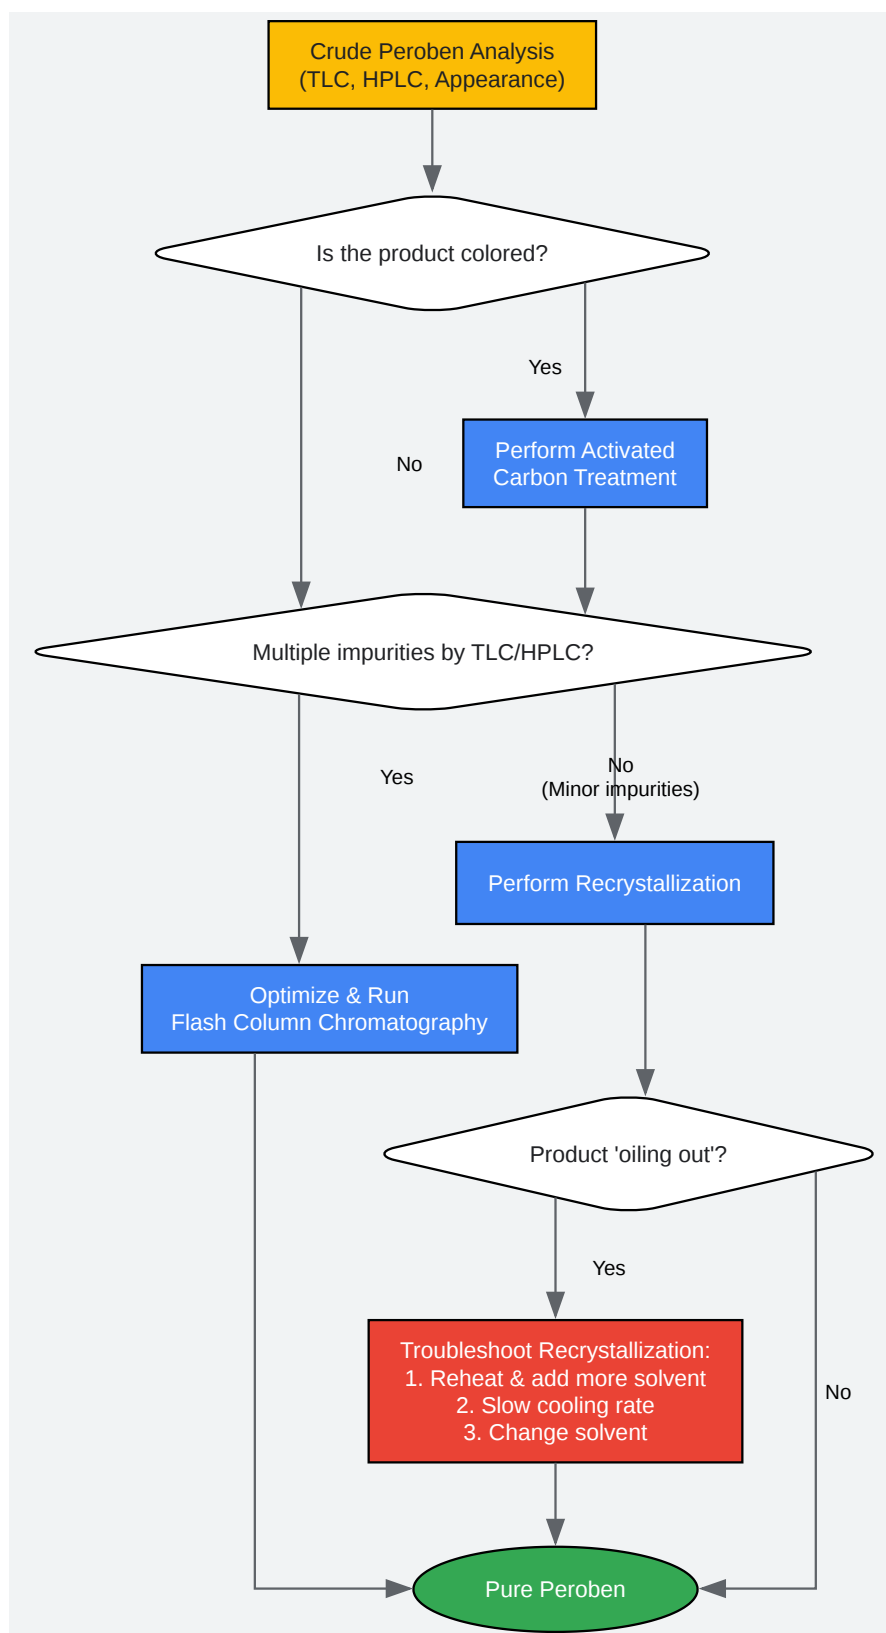 Crude Peroben Analysis
(TLC, HPLC, Appearance)
Is the product colored?
Yes
Perform Activated
Carbon Treatment
No
Multiple impurities by TLC/HPLC?
Yes
No
(Minor impurities)
Perform Recrystallization
Optimize & Run
Flash Column Chromatography
Product 'oiling out'?
Yes
Troubleshoot Recrystallization:
1. Reheat & add more solvent
2. Slow cooling rate
3. Change solvent
No
Pure Peroben